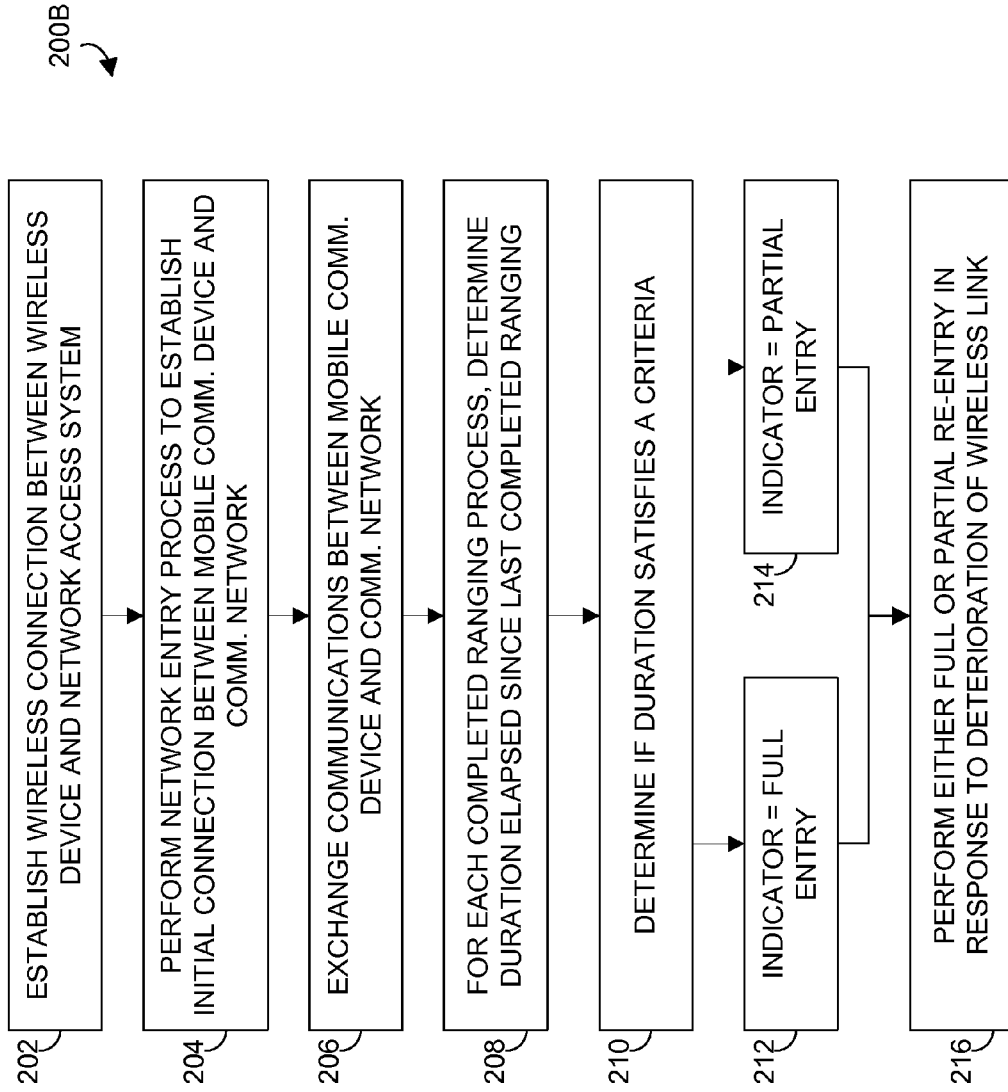 200B
202
ESTABLISH WIRELESS CONNECTION BETWEEN WIRELESS
DEVICE AND NETWORK ACCESS SYSTEM
204
PERFORM NETWORK ENTRY PROCESS TO ESTABLISH
INITIAL CONNECTION BETWEEN MOBILE COMM. DEVICE AND
COMM. NETWORK
206
EXCHANGE COMMUNICATIONS BETWEEN MOBILE COMM.
DEVICE AND COMM. NETWORK
208
FOR EACH COMPLETED RANGING PROCESS, DETERMINE
DURATION ELAPSED SINCE LAST COMPLETED RANGING
210
DETERMINE IF DURATION SATISFIES A CRITERIA
212
INDICATOR = FULL
ENTRY
214
INDICATOR = PARTIAL
ENTRY
216
PERFORM EITHER FULL OR PARTIAL RE-ENTRY IN
RESPONSE TO DETERIORATION OF WIRELESS LINK